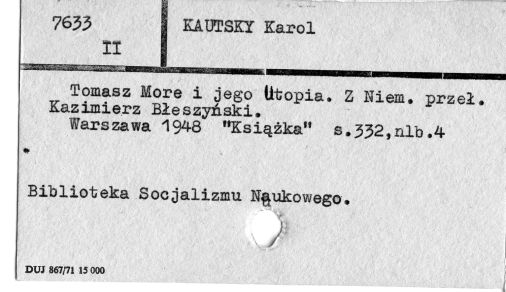 7633
II
KAUTSKY Karol
Tomasz More i jego Utopia. Z Niem. przeł.
Kazimierz Błeszyński.
Warszawa 1948 "Książka" s.332,nlb.4
Biblioteka Socjalizmu Naukowego.
DUJ 867/71 15 000